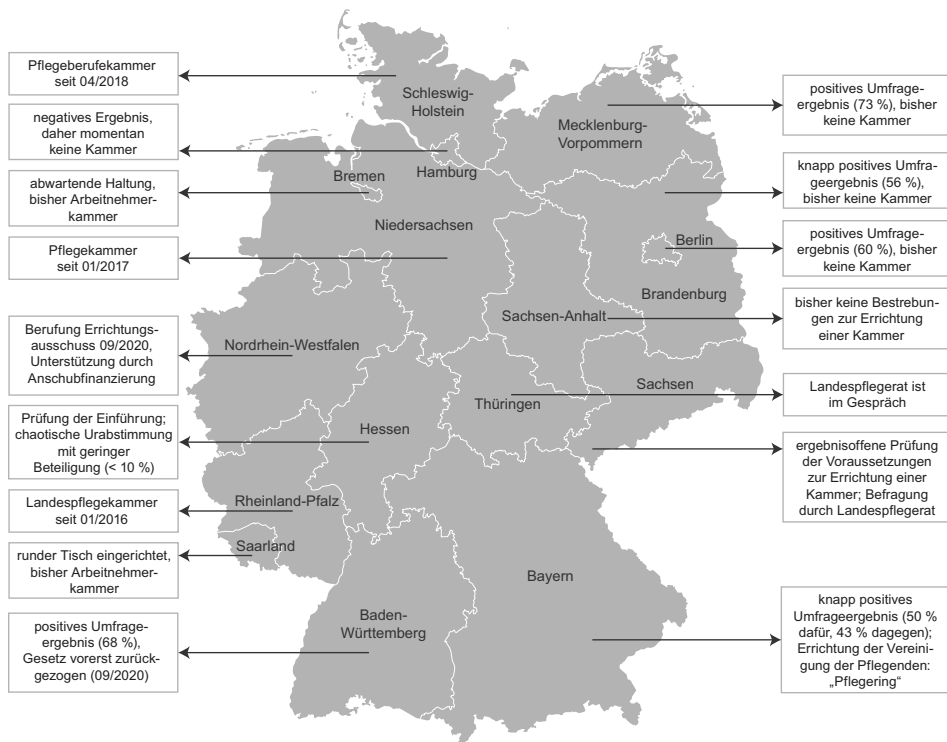 Pflegeberufekammer
seit 04/2018
negatives Ergebnis,
daher momentan
keine Kammer
abwartende Haltung,
bisher Arbeitnehmer-
kammer
Pflegekammer
seit 01/2017
Berufung Errichtungs-
ausschuss 09/2020,
Unterstützung durch
Anschubfinanzierung
Prüfung der Einführung;
chaotische Urabstimmung
mit geringer
Beteiligung (< 10 %)
Landespflegekammer
seit 01/2016
runder Tisch eingerichtet,
bisher Arbeitnehmer-
kammer
positives Umfrage-
ergebnis (68 %),
Gesetz vorerst zurück-
gezogen (09/2020)
Schleswig-
Holstein
Mecklenburg-
Vorpommern
Hamburg
Bremen
Niedersachsen
Berlin
Brandenburg
Sachsen-Anhalt
Nordrhein-Westfalen
Sachsen
Thüringen
Hessen
Rheinland-Pfalz
Saarland
Bayern
Baden-
Württemberg
positives Umfrage-
ergebnis (73 %), bisher
keine Kammer
knapp positives Umfra-
geergebnis (56 %),
bisher keine Kammer
positives Umfrage-
ergebnis (60 %), bisher
keine Kammer
bisher keine Bestrebun-
gen zur Errichtung
einer Kammer
Landespflegerat ist
im Gespräch
ergebnisoffene Prüfung
der Voraussetzungen
zur Errichtung einer
Kammer; Befragung
durch Landespflegerat
knapp positives
Umfrageergebnis (50 %
dafür, 43 % dagegen);
Errichtung der Vereini-
gung der Pflegenden:
„Pflegering“